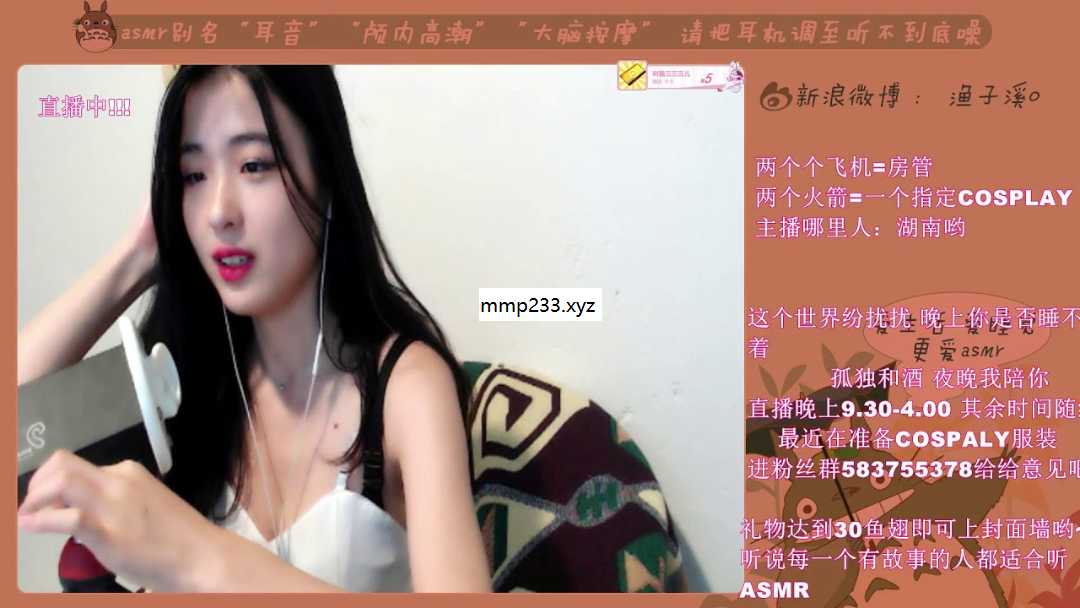 asmr别名 “耳音” “颅内高潮” “大脑按摩” 请把耳机调至听不到底噪
直播中!!!
5
mmp233.xyz
新浪微博： 渔子溪o
两个个飞机=房管
两个火箭=一个指定COSPLAY
主播哪里人：湖南哟
这个世界纷扰扰 晚上你是否睡不
着
更爱asmr
孤独和酒 夜晚我陪你
直播晚上9.30-4.00 其余时间随
最近在准备COSPALY服装
进粉丝群583755378给给意见吧
礼物达到30鱼翅即可上封面墙哟~
听说每一个有故事的人都适合听
ASMR